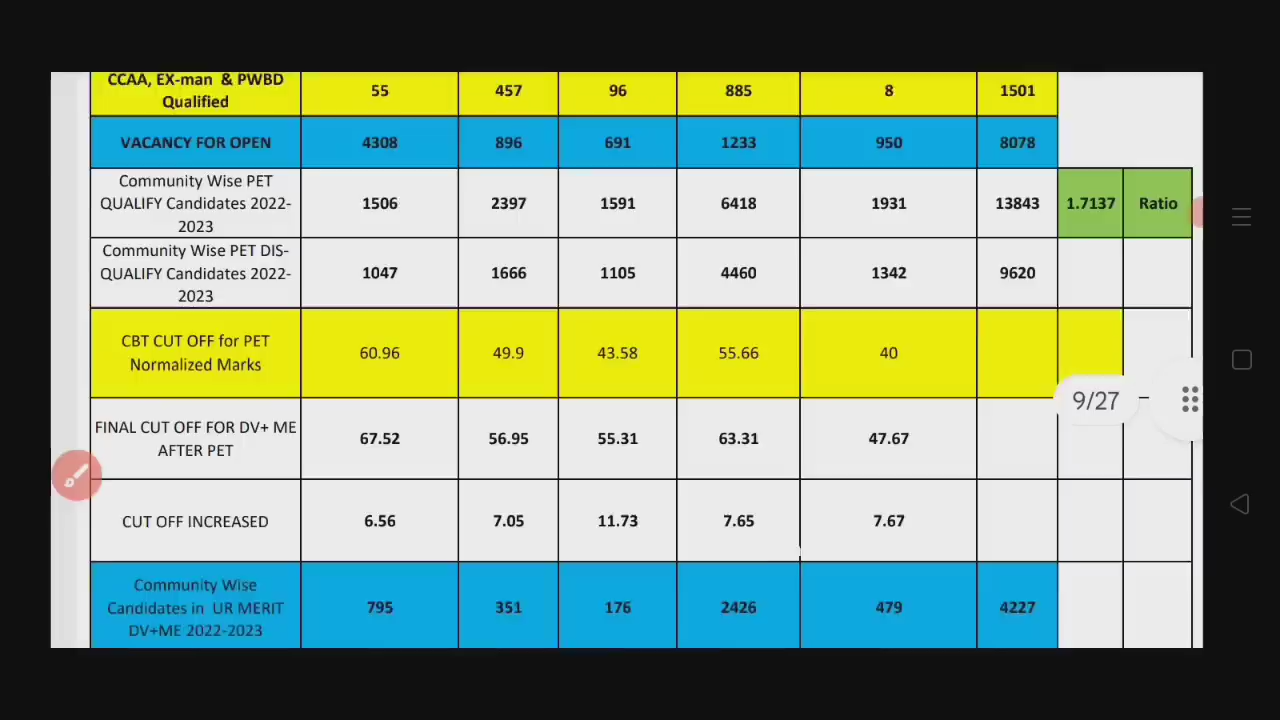 CCAA, EX-man & PWBD
Qualified
55 457 96 885 8 1501
VACANCY FOR OPEN 4308 896 691 1233 950 8078
Community Wise PET
QUALIFY Candidates 2022-
2023
1506 2397 1591 6418 1931 13843 1.7137 Ratio
Community Wise PET DIS-
QUALIFY Candidates 2022-
2023
1047 1666 1105 4460 1342 9620
CBT CUT OFF for PET
Normalized Marks
60.96 49.9 43.58 55.66 40
9/27
FINAL CUT OFF FOR DV+ ME
AFTER PET
67.52 56.95 55.31 63.31 47.67
CUT OFF INCREASED 6.56 7.05 11.73 7.65 7.67
Community Wise
Candidates in UR MERIT
DV+ME 2022-2023
795 351 176 2426 479 4227